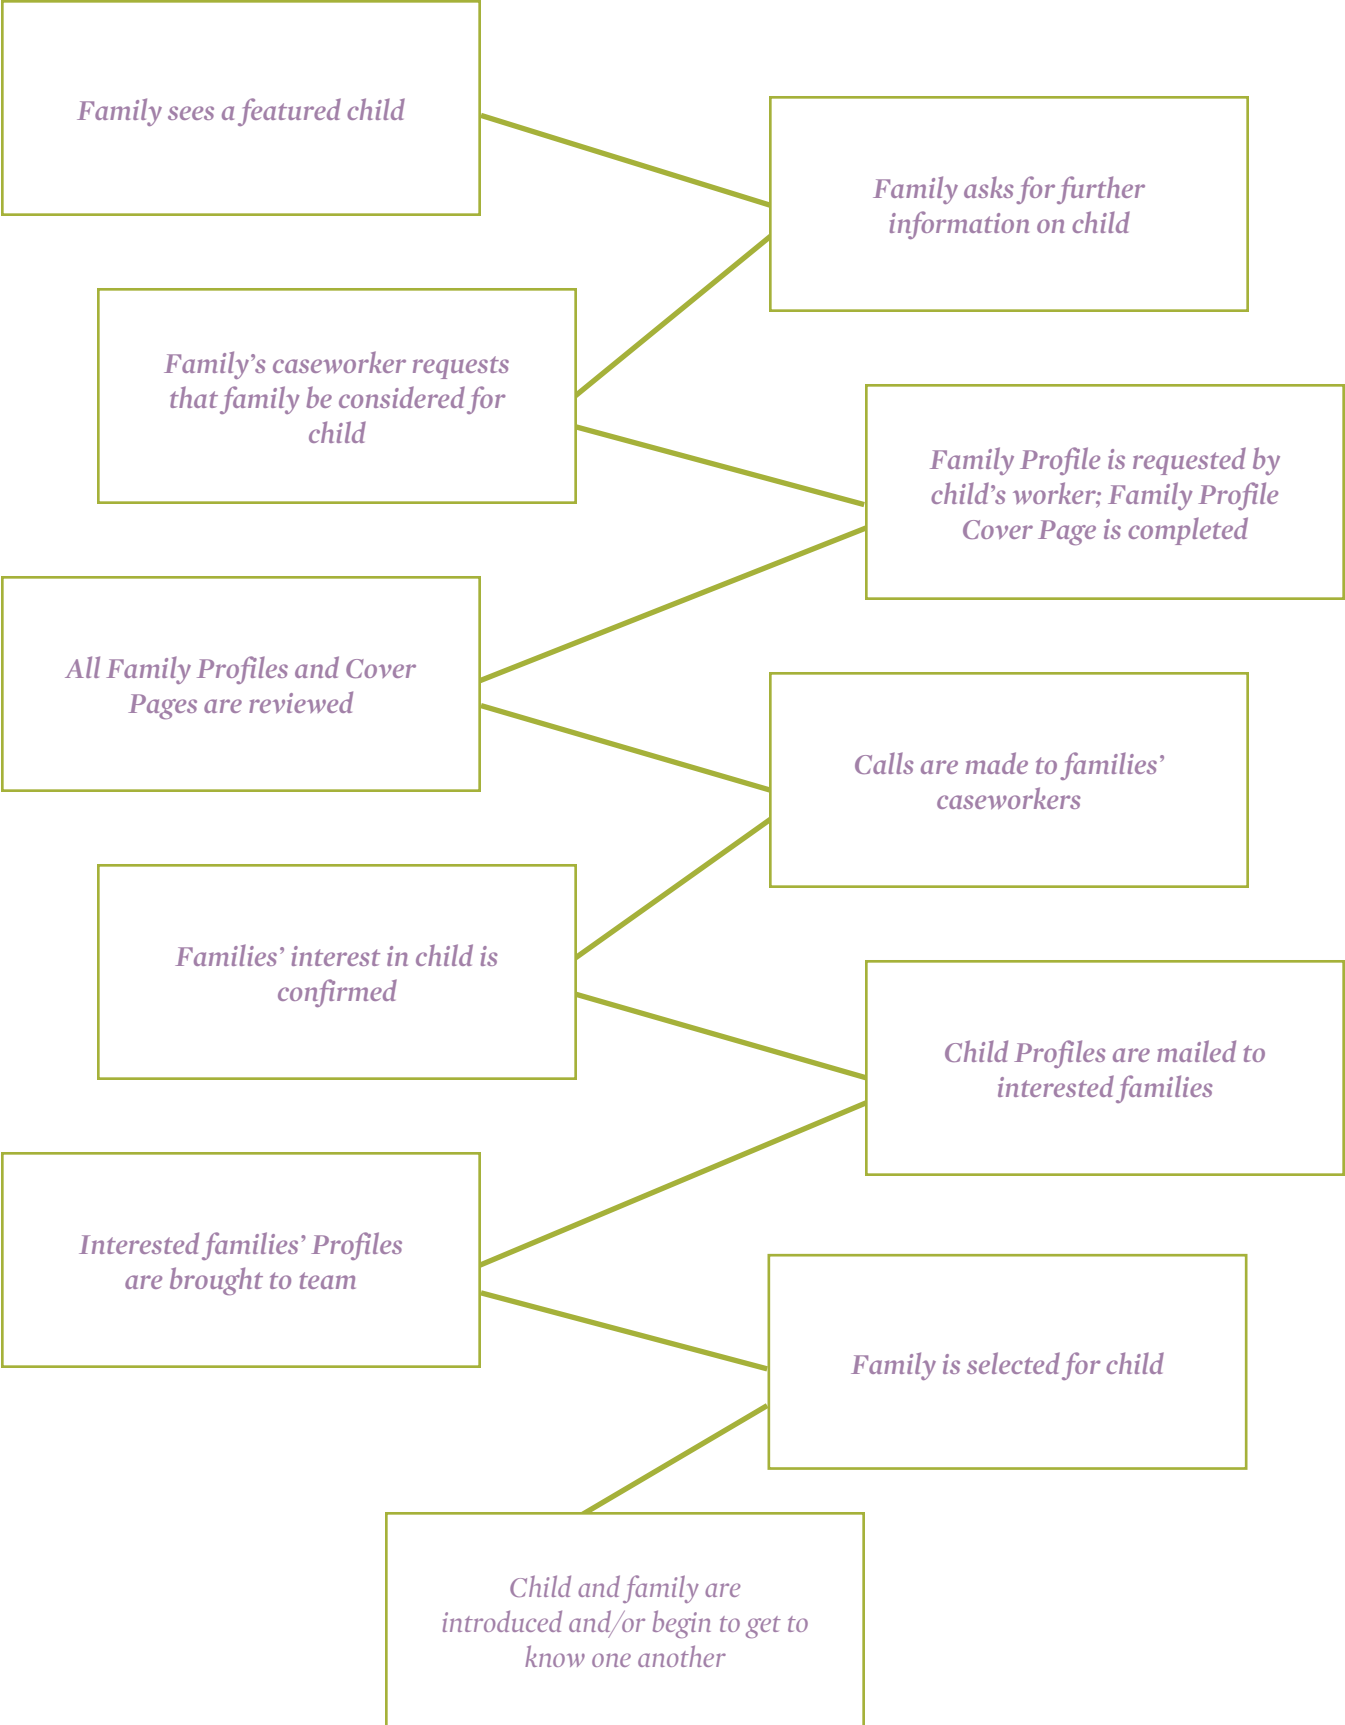 Family sees a featured child
Family asks for further
information on child
Family’s caseworker requests
that family be considered for
child
Family Profile is requested by
child’s worker; Family Profile
Cover Page is completed
All Family Profiles and Cover
Pages are reviewed
Calls are made to families’
caseworkers
Families’ interest in child is
confirmed
Child Profiles are mailed to
interested families
Interested families’ Profiles
are brought to team
Family is selected for child
Child and family are
introduced and/or begin to get to
know one another